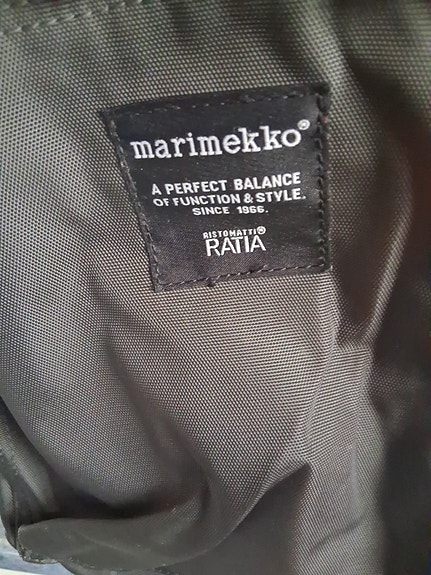 marimekko®
A PERFECT BALANCE
OF FUNCTION & STYLE.
SINCE 1966.
RISTOMATTI®
RATIA